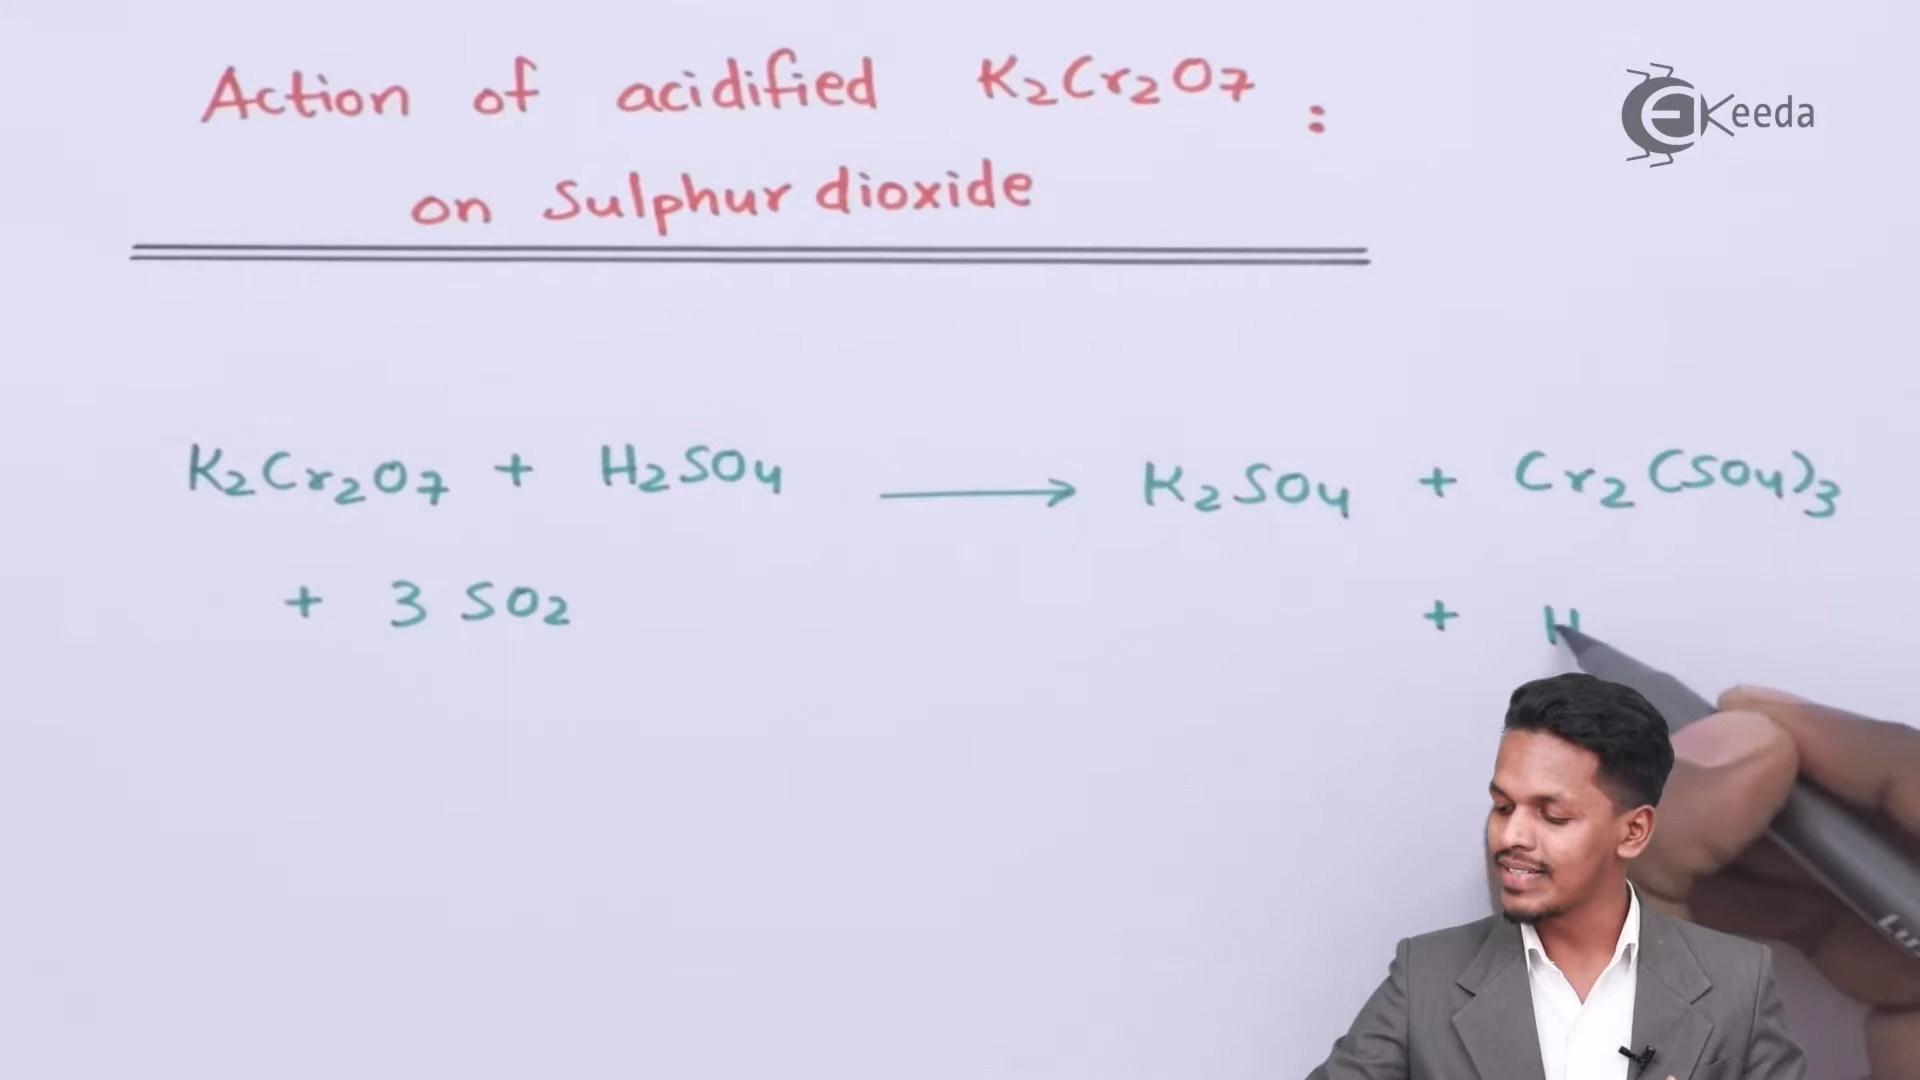 Action of acidified K2Cr2O7 :
on Sulphur dioxide
EKeeda
K2Cr2O7 + H2SO4 ⟶ K2SO4 + Cr2(SO4)3
+ 3 SO2 + H